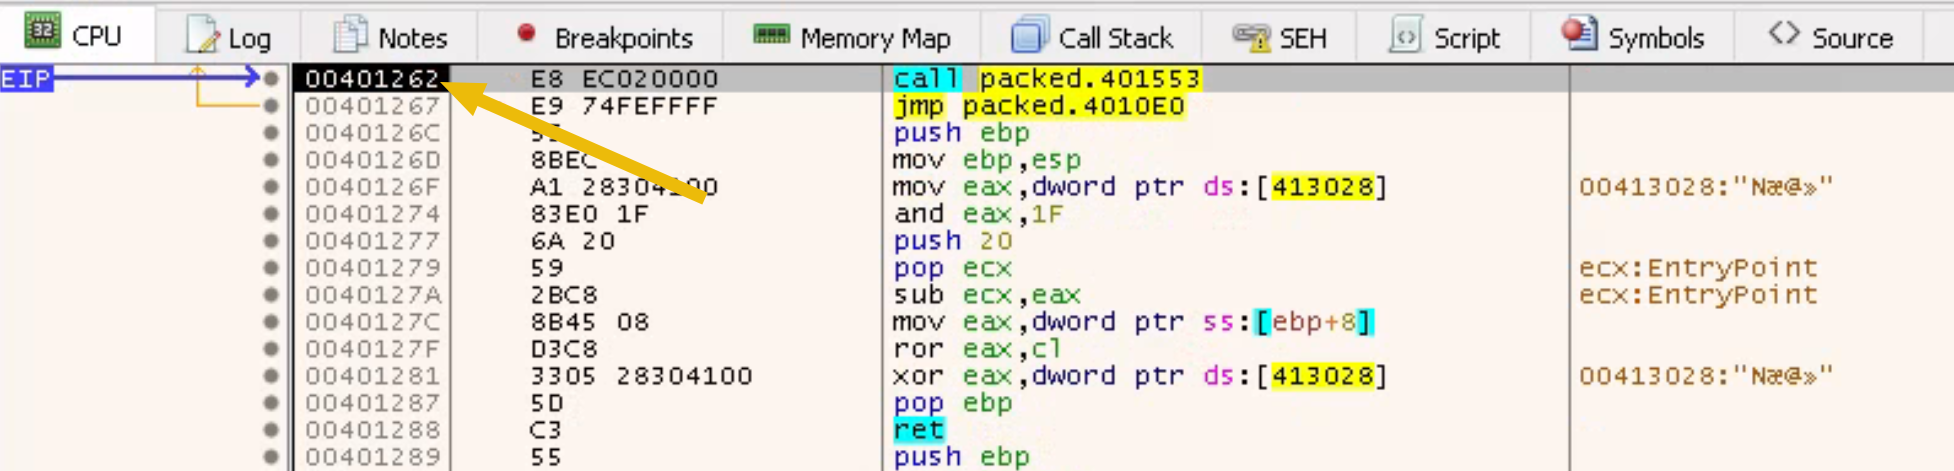 CPU Log Notes Breakpoints Memory Map Call Stack SEH Script Symbols Source
EIP 00401262 E8 EC020000 call packed.401553
00401267 E9 74FEFFFF jmp packed.4010E0
0040126C push ebp
0040126D 8BEC mov ebp,esp
0040126F A1 28304100 mov eax,dword ptr ds:[413028] 00413028:"Næ@»"
00401274 83E0 1F and eax,1F
00401277 6A 20 push 20
00401279 59 pop ecx ecx:EntryPoint
0040127A 2BC8 sub ecx,eax ecx:EntryPoint
0040127C 8B45 08 mov eax,dword ptr ss:[ebp+8]
0040127F D3C8 ror eax,cl
00401281 3305 28304100 xor eax,dword ptr ds:[413028] 00413028:"Næ@»"
00401287 5D pop ebp
00401288 C3 ret
00401289 55 push ebp